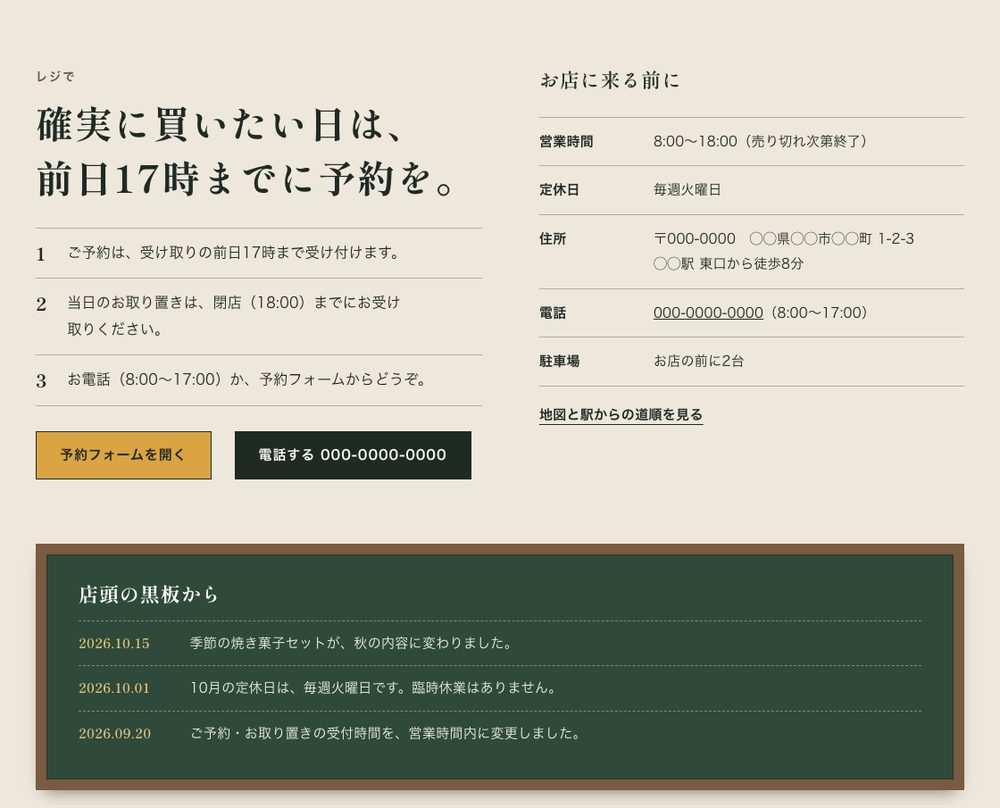 レジで
確実に買いたい日は、
前日17時までに予約を。
1 ご予約は、受け取りの前日17時まで受け付けます。
2 当日のお取り置きは、閉店（18:00）までにお受け
取りください。
3 お電話（8:00〜17:00）か、予約フォームからどうぞ。
予約フォームを開く
電話する 000-0000-0000
お店に来る前に
営業時間 8:00〜18:00（売り切れ次第終了）
定休日 毎週火曜日
住所 〒000-0000　◯◯県◯◯市◯◯町 1-2-3
◯◯駅 東口から徒歩8分
電話 000-0000-0000（8:00〜17:00）
駐車場 お店の前に2台
地図と駅からの道順を見る
店頭の黒板から
2026.10.15 季節の焼き菓子セットが、秋の内容に変わりました。
2026.10.01 10月の定休日は、毎週火曜日です。臨時休業はありません。
2026.09.20 ご予約・お取り置きの受付時間を、営業時間内に変更しました。